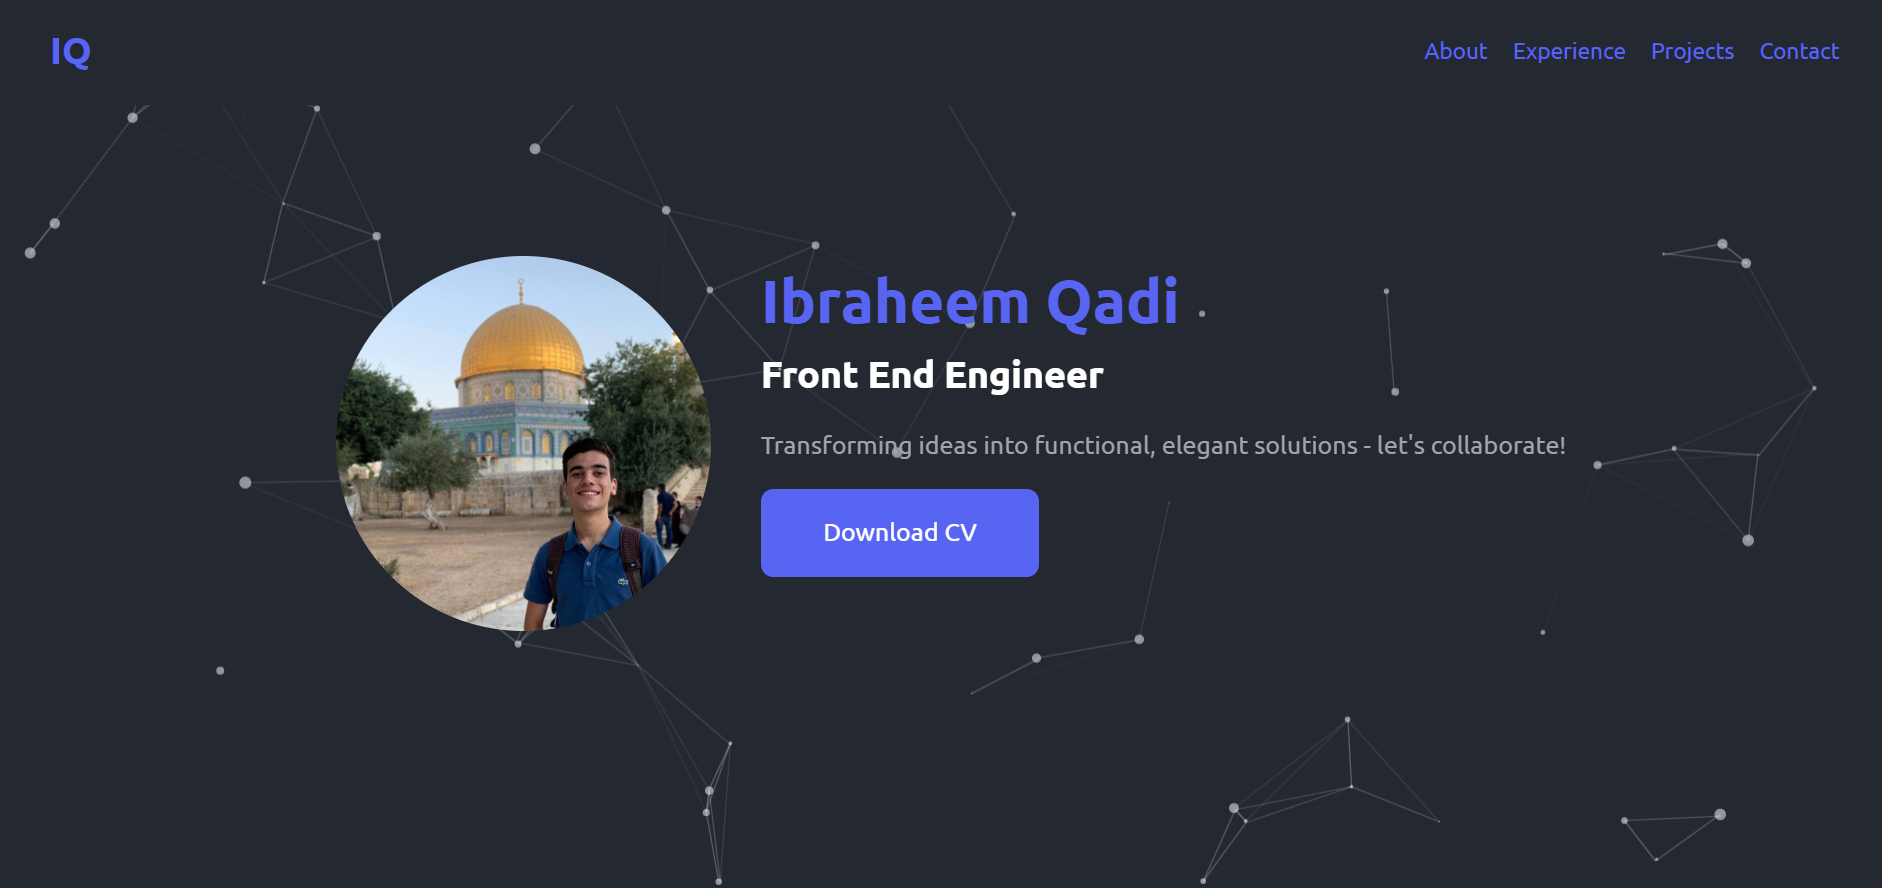 IQ
About Experience Projects Contact
Ibraheem Qadi
Front End Engineer
Transforming ideas into functional, elegant solutions - let's collaborate!
Download CV